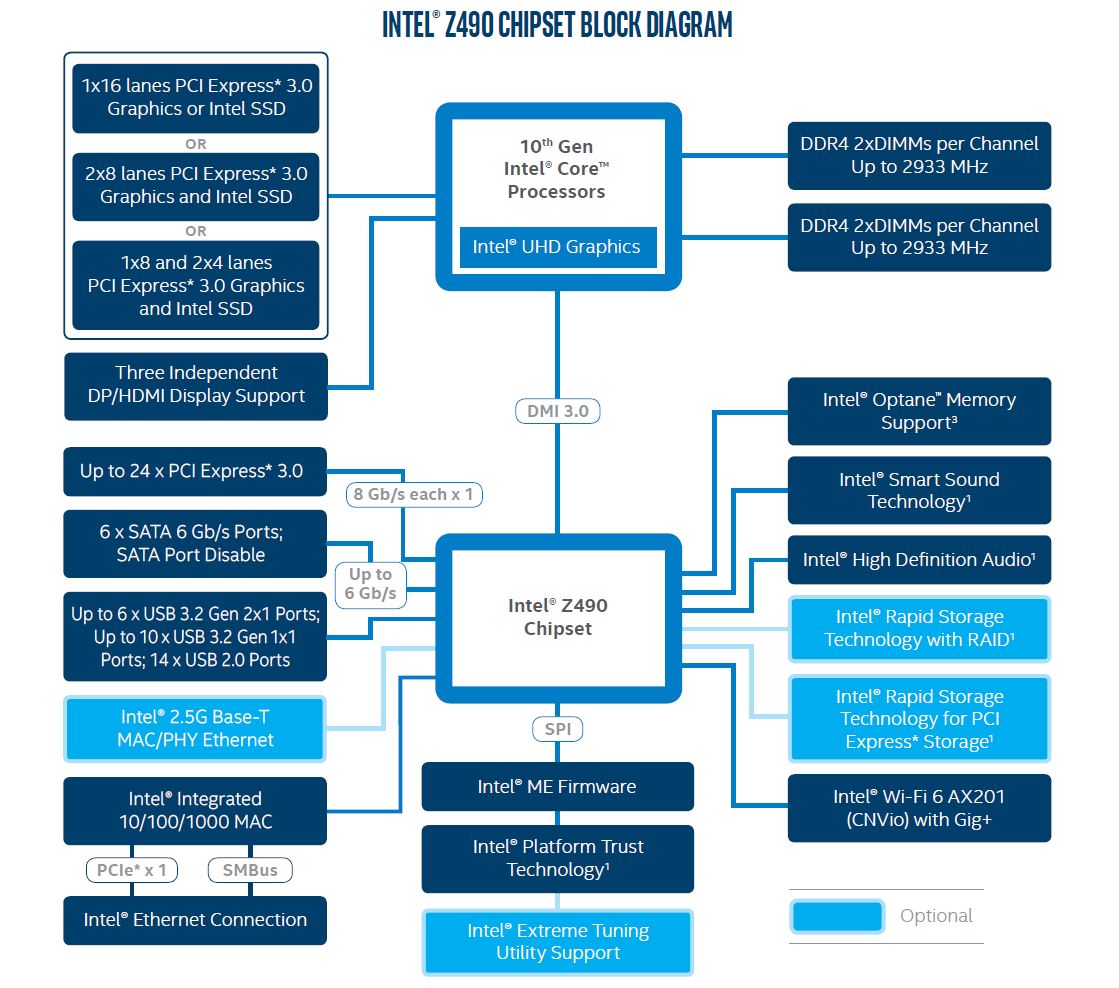 INTEL® Z490 CHIPSET BLOCK DIAGRAM
1x16 lanes PCI Express* 3.0
Graphics or Intel SSD
OR
2x8 lanes PCI Express* 3.0
Graphics and Intel SSD
OR
1x8 and 2x4 lanes
PCI Express* 3.0 Graphics
and Intel SSD
Three Independent
DP/HDMI Display Support
10th Gen
Intel® Core™
Processors
Intel® UHD Graphics
DDR4 2xDIMMs per Channel
Up to 2933 MHz
DDR4 2xDIMMs per Channel
Up to 2933 MHz
DMI 3.0
Up to 24 x PCI Express* 3.0
8 Gb/s each x 1
6 x SATA 6 Gb/s Ports;
SATA Port Disable
Up to
6 Gb/s
Up to 6 x USB 3.2 Gen 2x1 Ports;
Up to 10 x USB 3.2 Gen 1x1
Ports; 14 x USB 2.0 Ports
Intel® 2.5G Base-T
MAC/PHY Ethernet
Intel® Integrated
10/100/1000 MAC
PCIe* x 1
SMBus
Intel® Ethernet Connection
Intel® Z490
Chipset
SPI
Intel® ME Firmware
Intel® Platform Trust
Technology¹
Intel® Extreme Tuning
Utility Support
Intel® Optane™ Memory
Support³
Intel® Smart Sound
Technology¹
Intel® High Definition Audio¹
Intel® Rapid Storage
Technology with RAID¹
Intel® Rapid Storage
Technology for PCI
Express* Storage¹
Intel® Wi-Fi 6 AX201
(CNVio) with Gig+
Optional